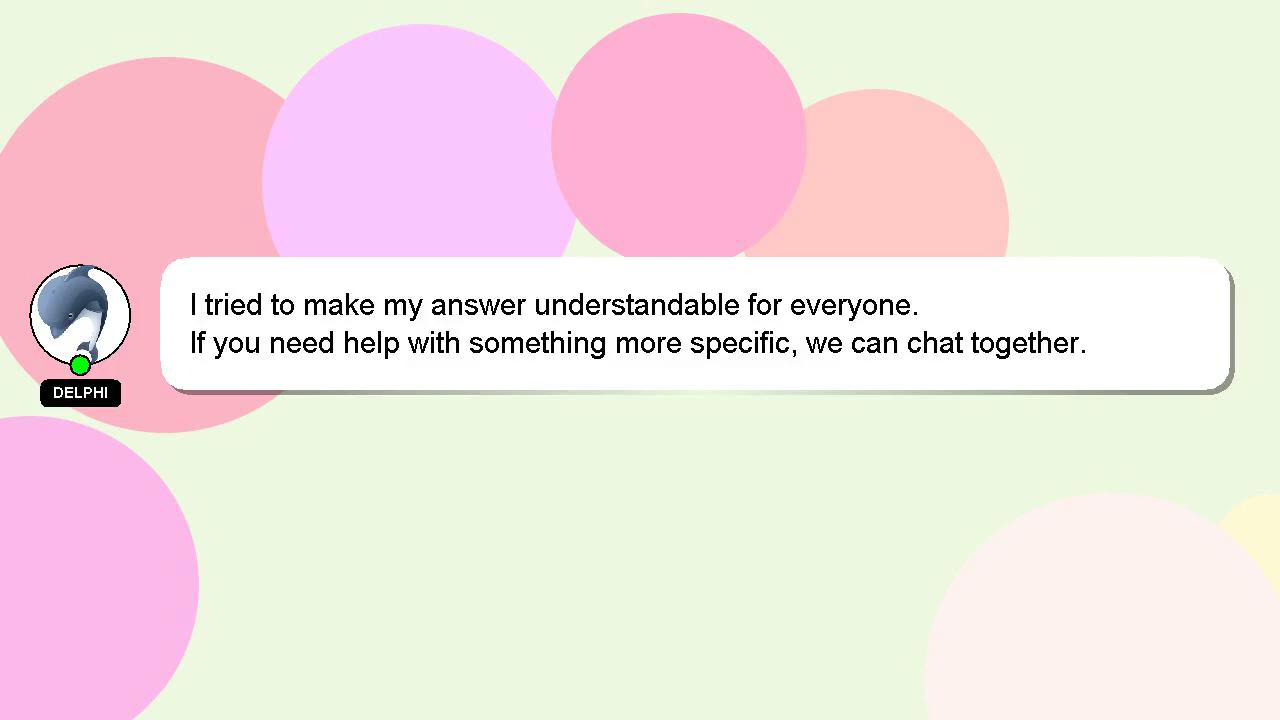 I tried to make my answer understandable for everyone.
If you need help with something more specific, we can chat together.
DELPHI